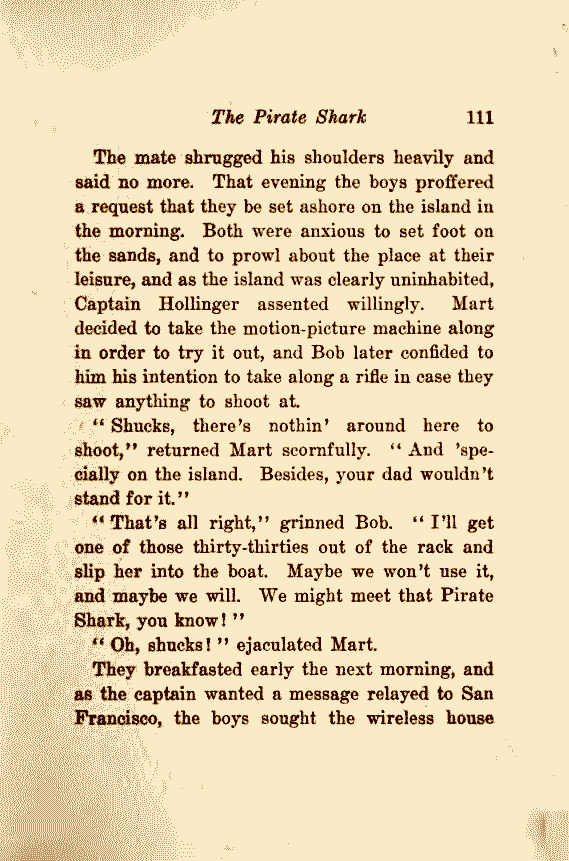 The Pirate Shark 111
The mate shrugged his shoulders heavily and
said no more. That evening the boys proffered
a request that they be set ashore on the island in
the morning. Both were anxious to set foot on
the sands, and to prowl about the place at their
leisure, and as the island was clearly uninhabited,
Captain Hollinger assented willingly. Mart
decided to take the motion-picture machine along
in order to try it out, and Bob later confided to
him his intention to take along a rifle in case they
saw anything to shoot at.
“ Shucks, there’s nothin’ around here to
shoot,” returned Mart scornfully. “ And ’spe-
cially on the island. Besides, your dad wouldn’t
stand for it.”
“ That’s all right,” grinned Bob. “ I’ll get
one of those thirty-thirties out of the rack and
slip her into the boat. Maybe we won’t use it,
and maybe we will. We might meet that Pirate
Shark, you know! ”
“ Oh, shucks! ” ejaculated Mart.
They breakfasted early the next morning, and
as the captain wanted a message relayed to San
Francisco, the boys sought the wireless house